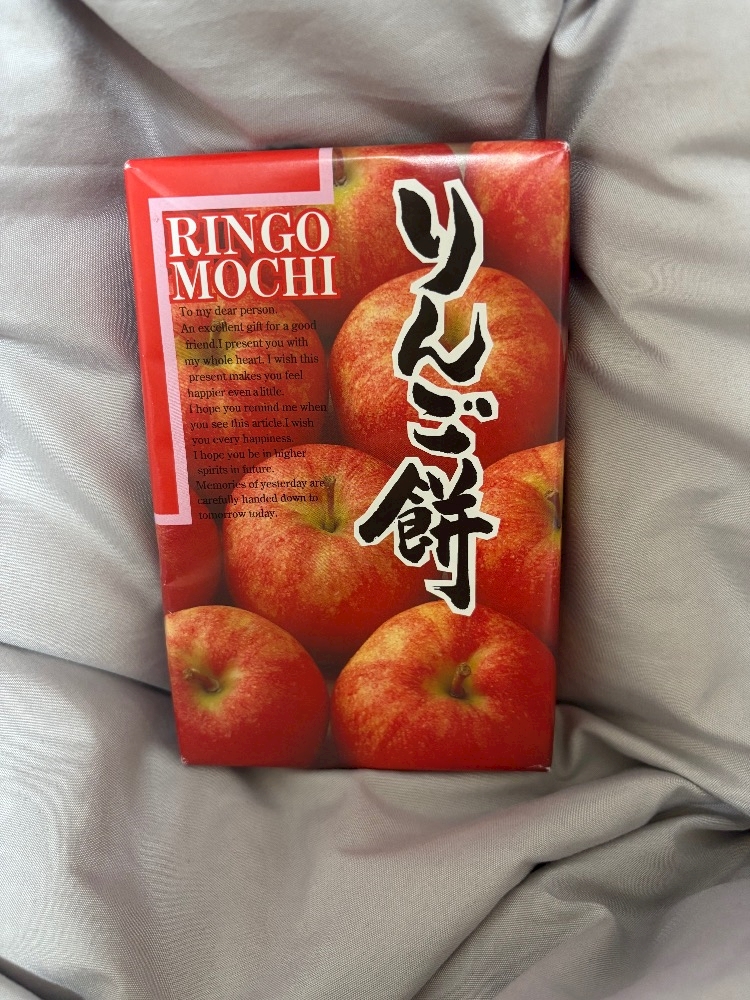 RINGO
MOCHI
To my dear person.
An excellent gift for a good
friend.I present you with
my whole heart. I wish this
present makes you feel
happier even a little.
I hope you remind me when
you see this article.I wish
you every happiness.
I hope you be in higher
spirits in future.
Memories of yesterday are
carefully handed down to
tomorrow today.
りんご餅